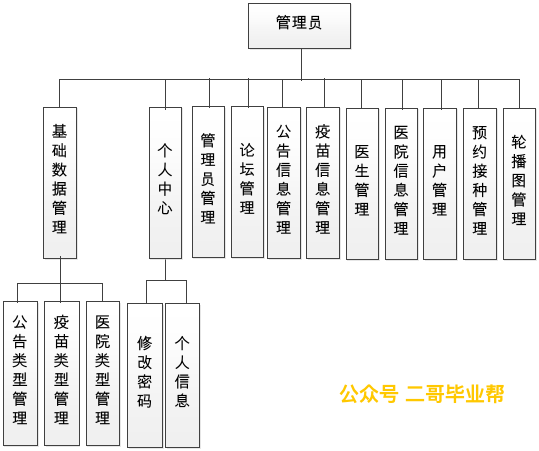 管理员
基础数据管理
个人中心
管理员管理
论坛管理
公告信息管理
疫苗信息管理
医生管理
医院信息管理
用户管理
预约接种管理
轮播图管理
公告类型管理
疫苗类型管理
医院类型管理
修改密码
个人信息
公众号 二哥毕业帮